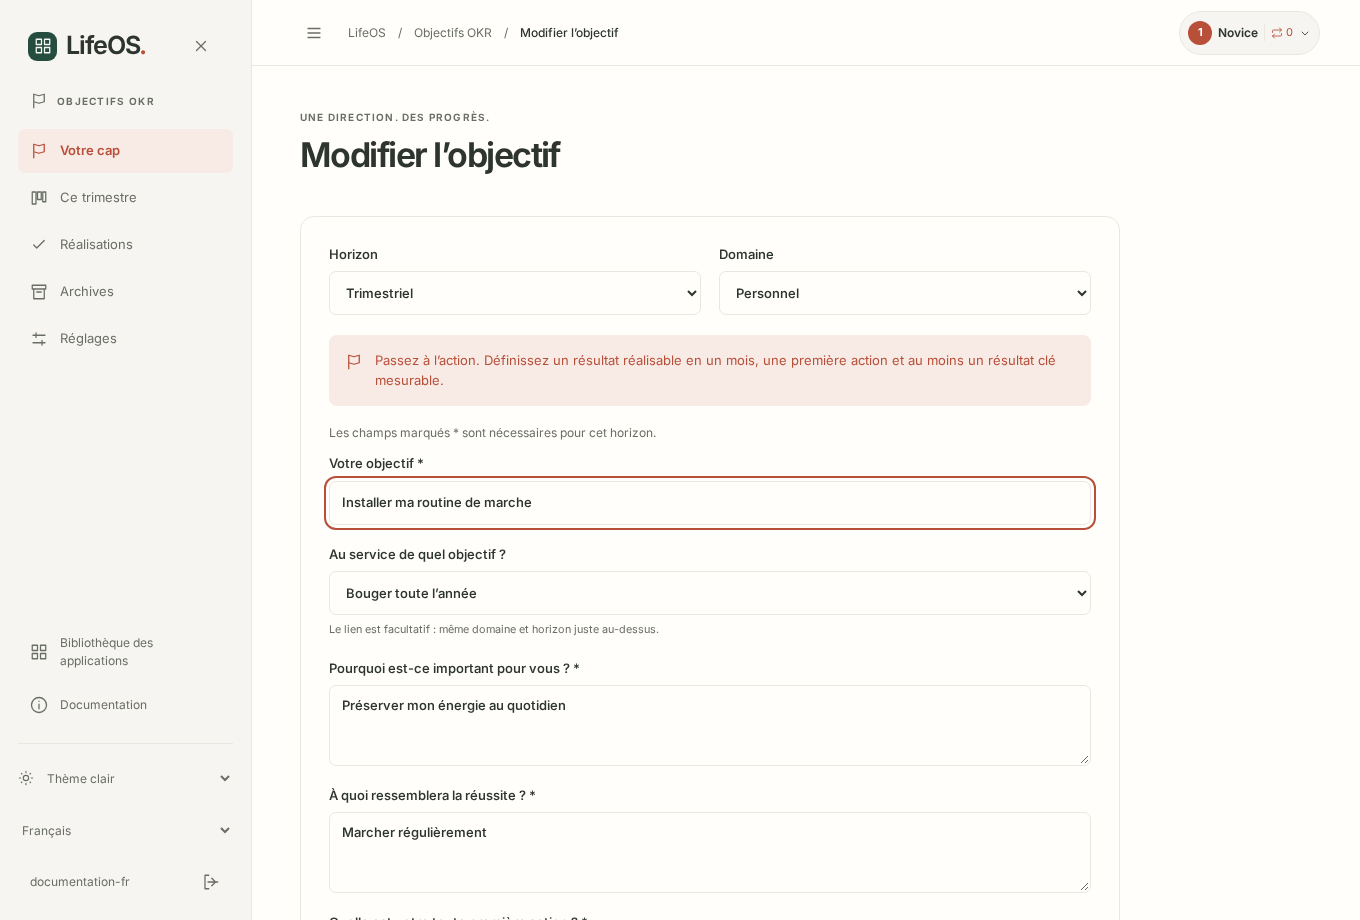 LifeOS.
OBJECTIFS OKR
Votre cap
Ce trimestre
Réalisations
Archives
Réglages
Bibliothèque des
applications
Documentation
Thème clair
Français
documentation-fr
LifeOS / Objectifs OKR / Modifier l’objectif
1 Novice 0
UNE DIRECTION. DES PROGRÈS.
Modifier l’objectif
Horizon
Trimestriel
Domaine
Personnel
Passez à l’action. Définissez un résultat réalisable en un mois, une première action et au moins un résultat clé
mesurable.
Les champs marqués * sont nécessaires pour cet horizon.
Votre objectif *
Installer ma routine de marche
Au service de quel objectif ?
Bouger toute l’année
Le lien est facultatif : même domaine et horizon juste au-dessus.
Pourquoi est-ce important pour vous ? *
Préserver mon énergie au quotidien
À quoi ressemblera la réussite ? *
Marcher régulièrement